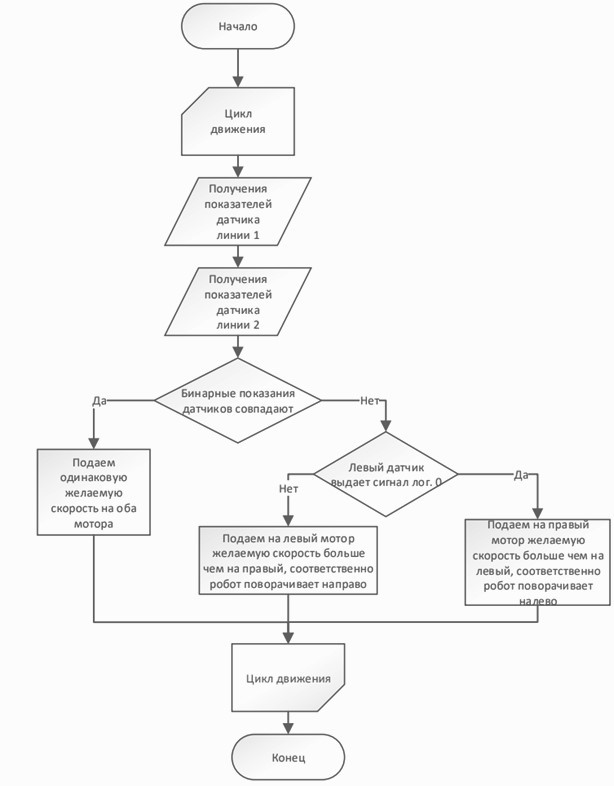 Начало
Цикл
движения
Получения
показателей
датчика
линии 1
Получения
показателей
датчика
линии 2
Бинарные показания
датчиков совпадают
Да
Нет
Подаем
одинаковую
желаемую
скорость на оба
мотора
Левый датчик
выдает сигнал лог. 0
Нет
Да
Подаем на левый мотор
желаемую скорость больше
чем на правый, соответственно
робот поворачивает направо
Подаем на правый
мотор желаемую
скорость больше чем на
левый, соответственно
робот поворачивает
налево
Цикл движения
Конец